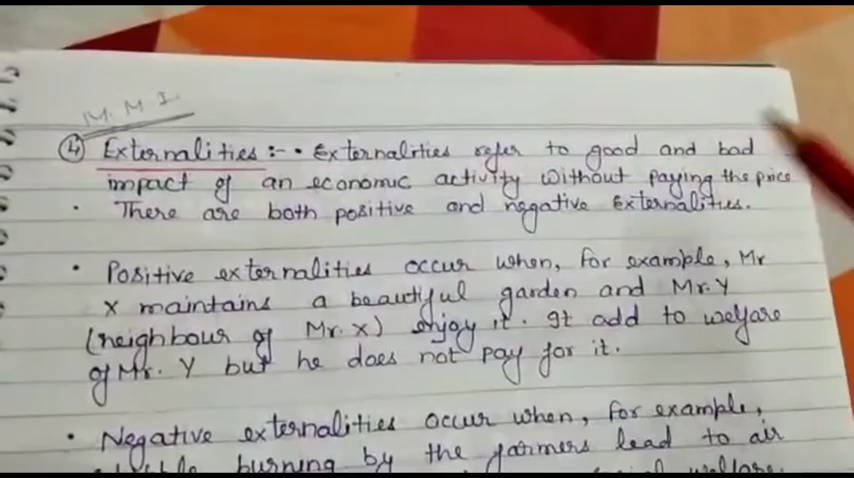 M. M I.
④ Externalities :- • Externalities refer to good and bad
impact of an economic activity without paying the price
• There are both positive and negative externalities.
• Positive externalities occur when, for example, Mr
X maintains a beautiful garden and Mr. Y
(neighbour of Mr. X) enjoy it. It add to welfare
of Mr. Y but he does not pay for it.
• Negative externalities occur when, for example,
burning by the farmers lead to air
welfare.